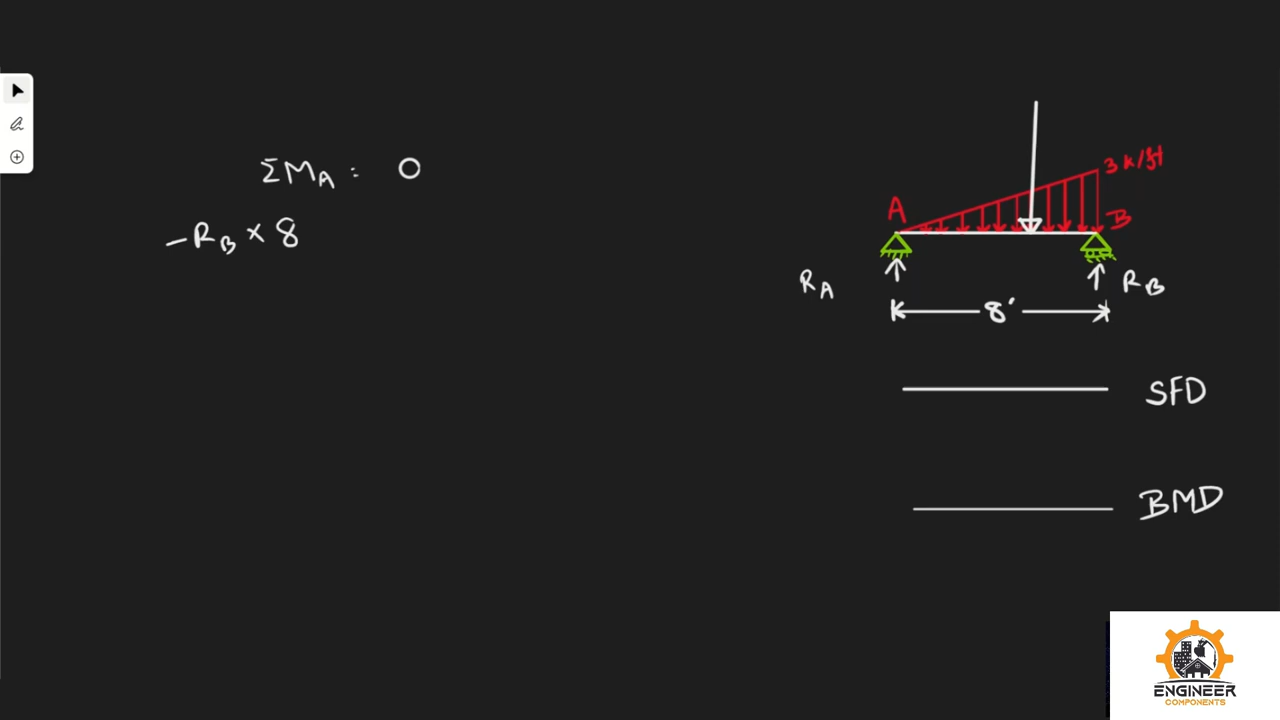 ΣM_A = 0
-R_B × 8
3 k/ft
A
B
R_A
R_B
8'
SFD
BMD
ENGINEER
COMPONENTS